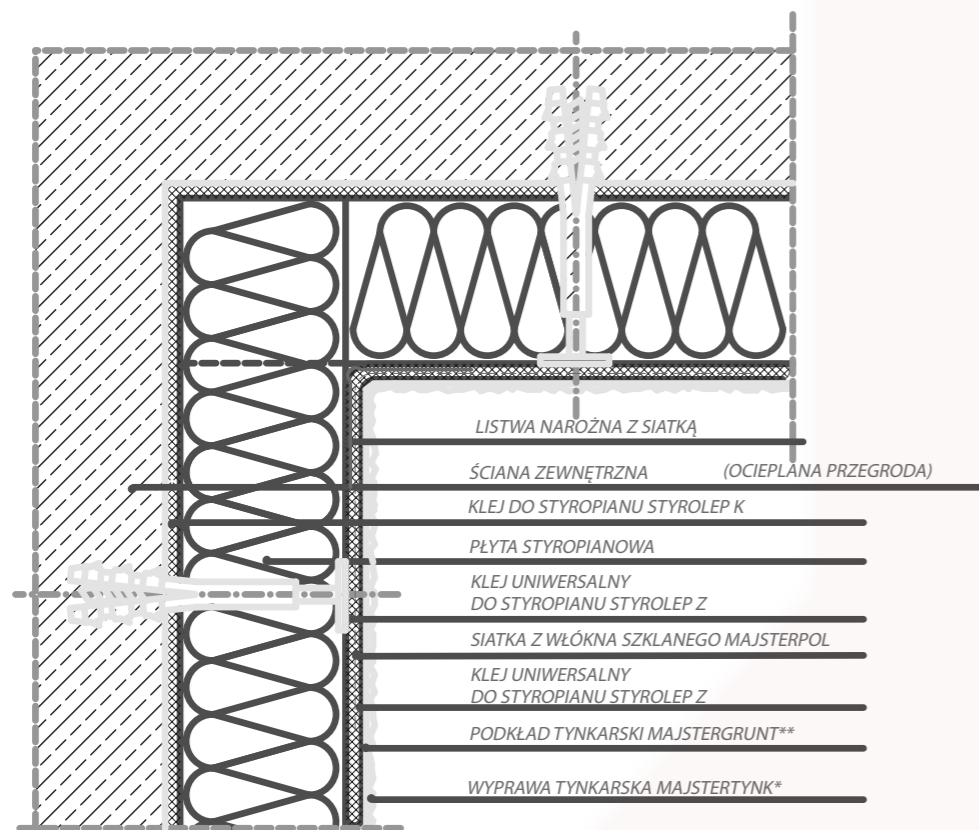 LISTWA NAROŻNA Z SIATKĄ
ŚCIANA ZEWNĘTRZNA (OCIEPLANA PRZEGRODA)
KLEJ DO STYROPIANU STYROLEP K
PŁYTA STYROPIANOWA
KLEJ UNIWERSALNY
DO STYROPIANU STYROLEP Z
SIATKA Z WŁÓKNA SZKLANEGO MAJSTERPOL
KLEJ UNIWERSALNY
DO STYROPIANU STYROLEP Z
PODKŁAD TYNKARSKI MAJSTERGRUNT**
WYPRAWA TYNKARSKA MAJSTERTYNK*